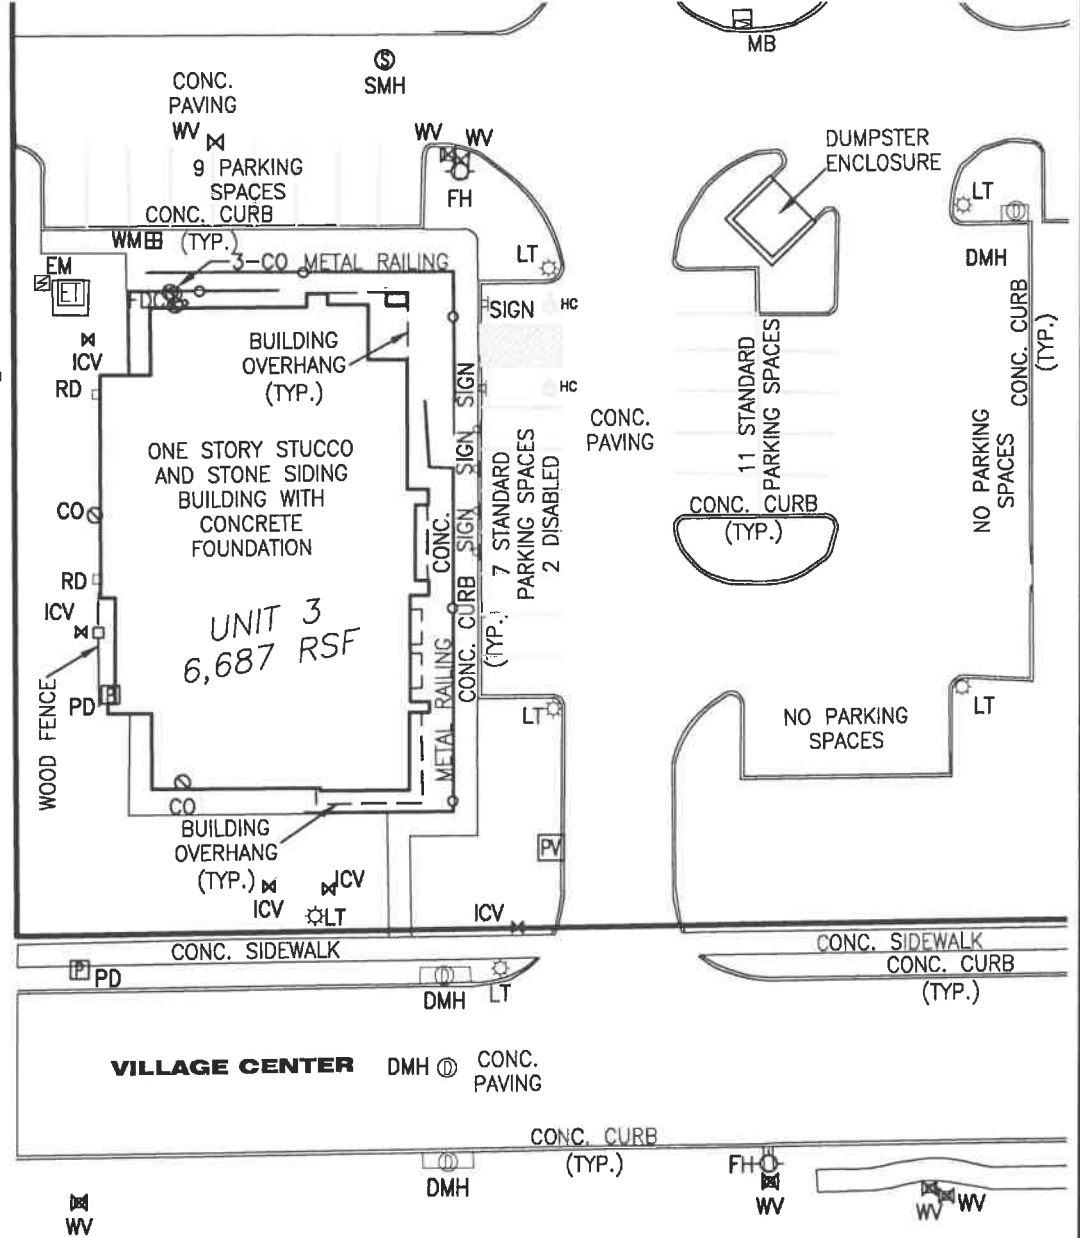 MB
S
SMH
CONC.
PAVING
WV
WV
WV
9 PARKING
SPACES
FH
DUMPSTER
ENCLOSURE
LT
D
DMH
CONC. CURB
(TYP.)
WM
3-CO METAL RAILING
LT
EM
ET
FDC
SIGN
HC
ICV
BUILDING
OVERHANG
(TYP.)
RD
HC
SIGN
SIGN
SIGN
CONC.
PAVING
11 STANDARD
PARKING SPACES
CONC. CURB
(TYP.)
NO PARKING
SPACES
ONE STORY STUCCO
AND STONE SIDING
BUILDING WITH
CONCRETE
FOUNDATION
CO
CONC.
7 STANDARD
PARKING SPACES
2 DISABLED
CONC. CURB
(TYP.)
RD
ICV
UNIT 3
6,687 RSF
CONC. CURB
(TYP.)
METAL RAILING
WOOD FENCE
P
PD
LT
NO PARKING
SPACES
LT
CO
BUILDING
OVERHANG
(TYP.)
PV
ICV
ICV
LT
ICV
CONC. SIDEWALK
CONC. SIDEWALK
P
PD
D
DMH
LT
CONC. CURB
(TYP.)
VILLAGE CENTER
DMH
D
CONC.
PAVING
CONC. CURB
(TYP.)
D
DMH
FH
WV
WV
WV
WV